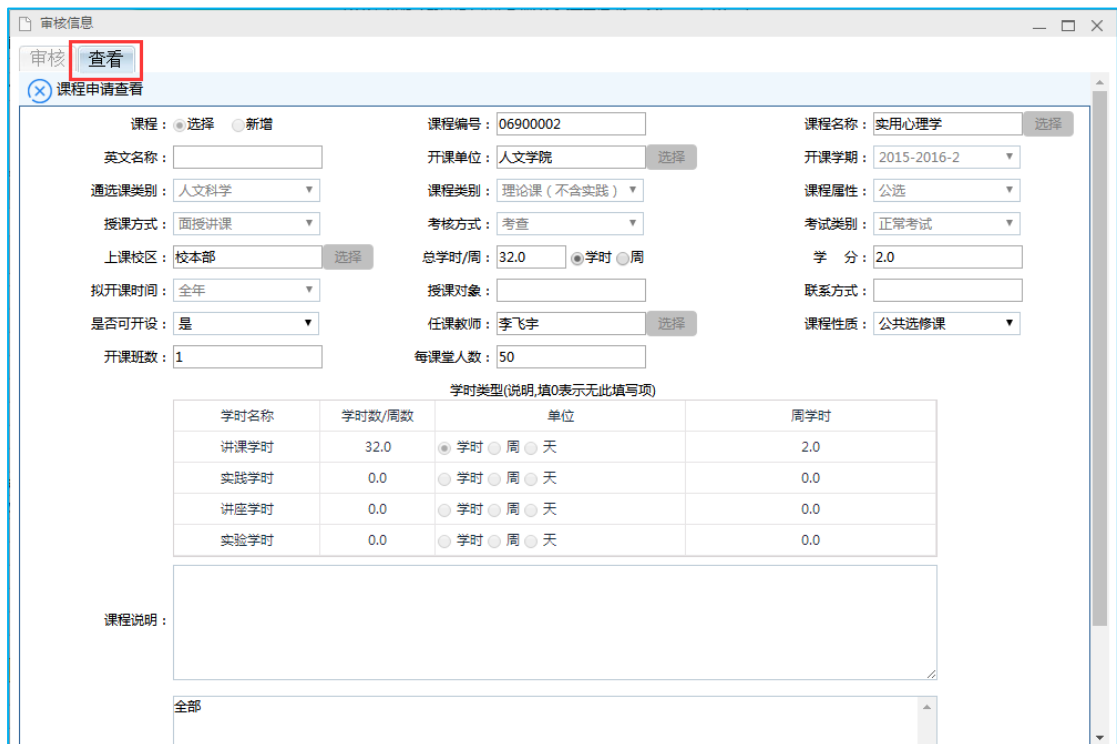 审核信息
审核 查看
课程申请查看
课程： 选择 新增 课程编号： 06900002 课程名称： 实用心理学 选择
英文名称： 开课单位： 人文学院 选择 开课学期： 2015-2016-2
通选课类别： 人文科学 课程类别： 理论课（不含实践） 课程属性： 公选
授课方式： 面授讲课 考核方式： 考查 考试类别： 正常考试
上课校区： 校本部 选择 总学时/周： 32.0 学时 周 学 分： 2.0
拟开课时间： 全年 授课对象： 联系方式：
是否可开设： 是 任课教师： 李飞宇 选择 课程性质： 公共选修课
开课班数： 1 每课堂人数： 50
学时类型(说明,填0表示无此填写项)
学时名称 学时数/周数 单位 周学时
讲课学时 32.0 学时 周 天 2.0
实践学时 0.0 学时 周 天 0.0
讲座学时 0.0 学时 周 天 0.0
实验学时 0.0 学时 周 天 0.0
课程说明：
全部